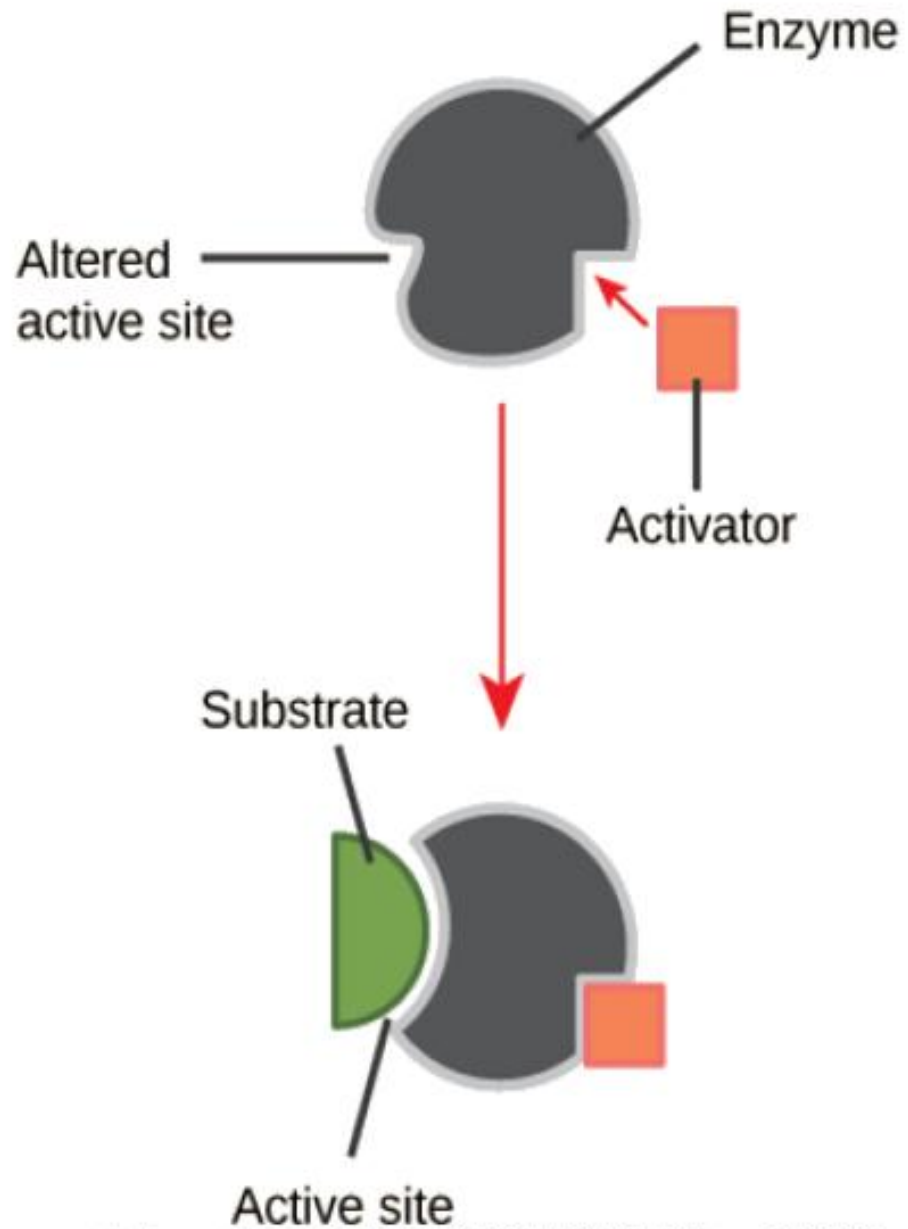 Enzyme
Altered
active site
Activator
Substrate
Active site